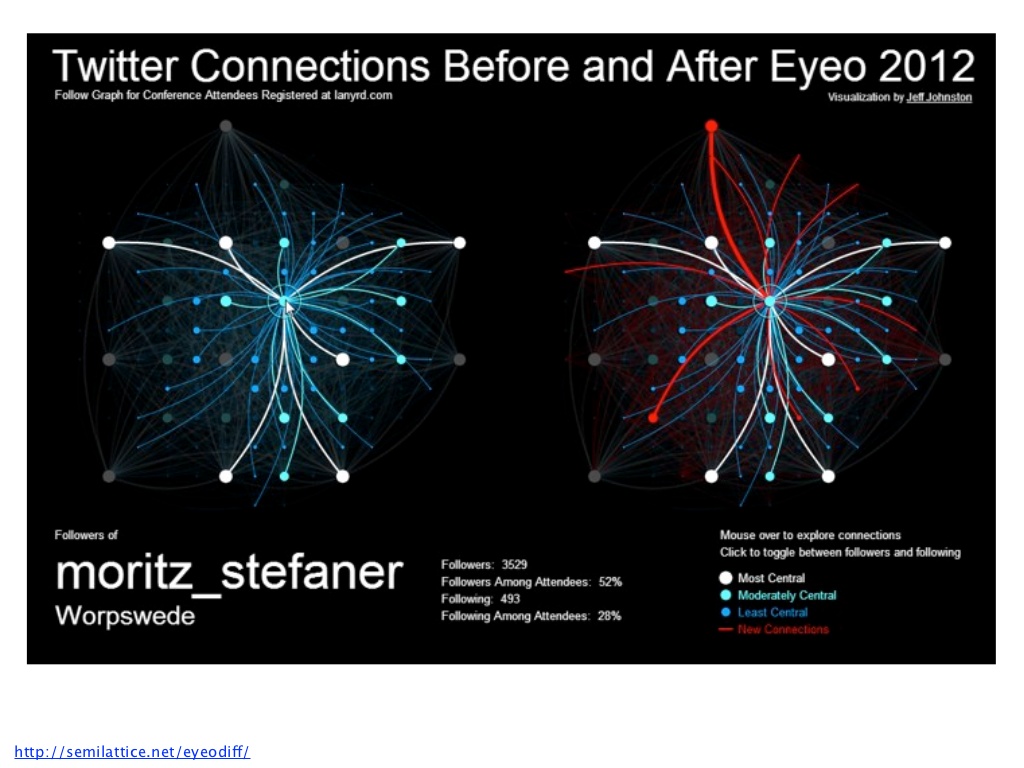 Twitter Connections Before and After Eyeo 2012
Follow Graph for Conference Attendees Registered at lanyrd.com
Visualization by Jeff Johnston
Followers of
moritz_stefaner
Worpswede
Followers: 3529
Followers Among Attendees: 52%
Following: 493
Following Among Attendees: 28%
Mouse over to explore connections
Click to toggle between followers and following
Most Central
Moderately Central
Least Central
New Connections
http://semilattice.net/eyeodiff/